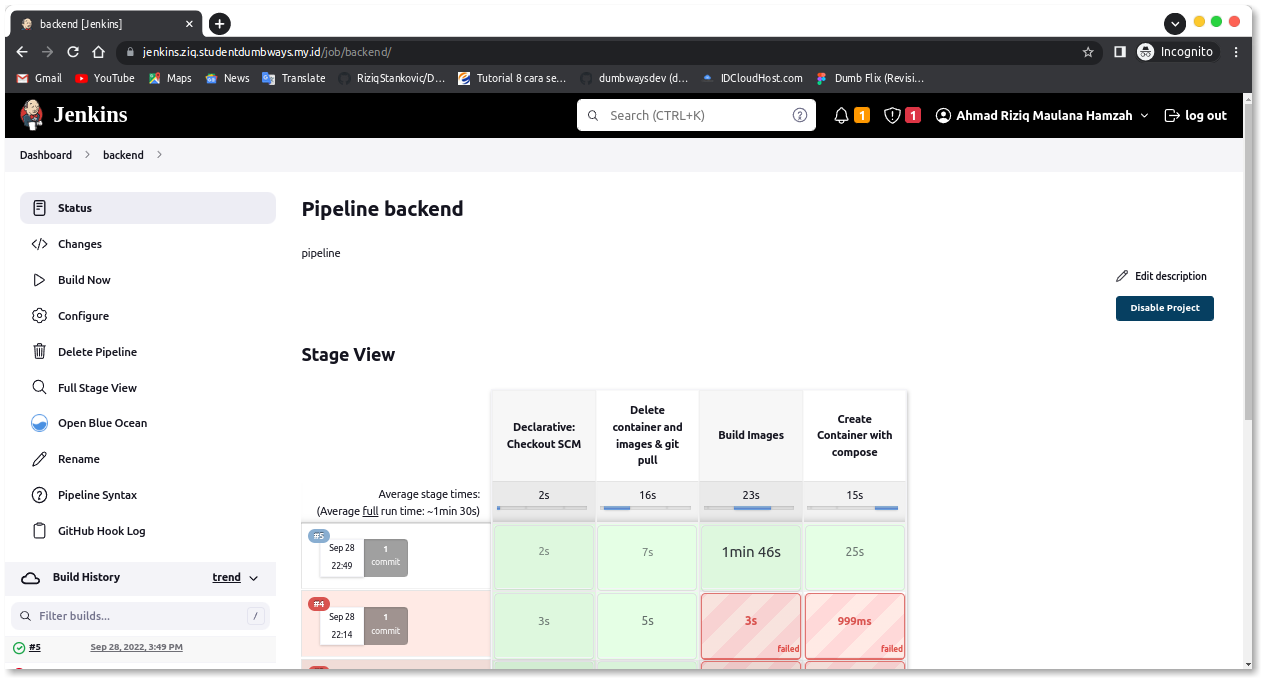 backend [Jenkins]
jenkins.ziq.studentdumbways.my.id/job/backend/
Incognito
Gmail
YouTube
Maps
News
Translate
RiziqStankovic/D...
Tutorial 8 cara se...
dumbwaysdev (d...
IDCloudHost.com
Dumb Flix (Revisi...
Jenkins
Search (CTRL+K)
?
1
1
Ahmad Riziq Maulana Hamzah
log out
Dashboard
backend
Status
Changes
Build Now
Configure
Delete Pipeline
Full Stage View
Open Blue Ocean
Rename
Pipeline Syntax
GitHub Hook Log
Build History
trend
Filter builds...
/
#5
Sep 28, 2022, 3:49 PM
Pipeline backend
pipeline
Edit description
Disable Project
Stage View
Declarative:
Checkout SCM
Delete
container and
images & git
pull
Build Images
Create
Container with
compose
Average stage times:
(Average full run time: ~1min 30s)
2s
16s
23s
15s
#5
Sep 28
22:49
1
commit
2s
7s
1min 46s
25s
#4
Sep 28
22:14
1
commit
3s
5s
3s
failed
999ms
failed